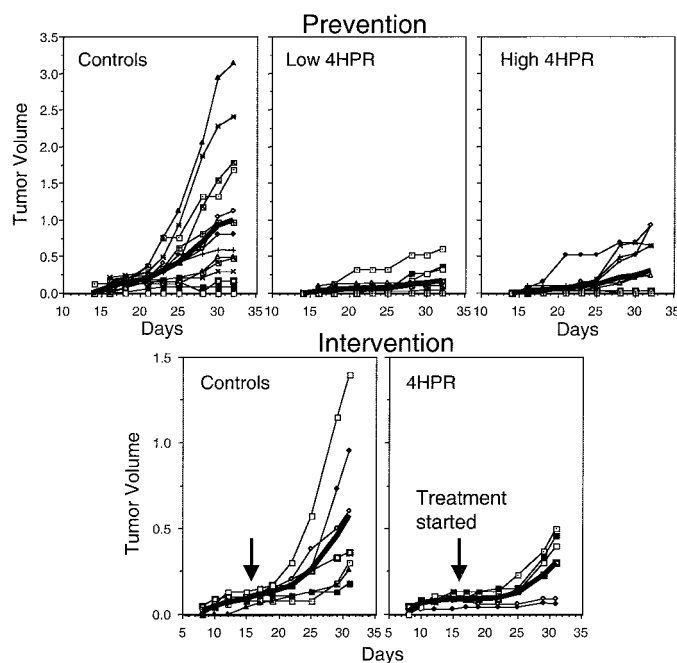 Prevention
Controls
Low 4HPR
High 4HPR
Tumor Volume
3.5
3.0
2.5
2.0
1.5
1.0
0.5
0.0
10 15 20 25 30 35
10 15 20 25 30 35
10 15 20 25 30 35
Days
Days
Intervention
Controls
4HPR
Tumor Volume
1.5
1.0
0.5
0.0
Treatment
started
5 10 15 20 25 30 35
5 10 15 20 25 30 35
Days
Days